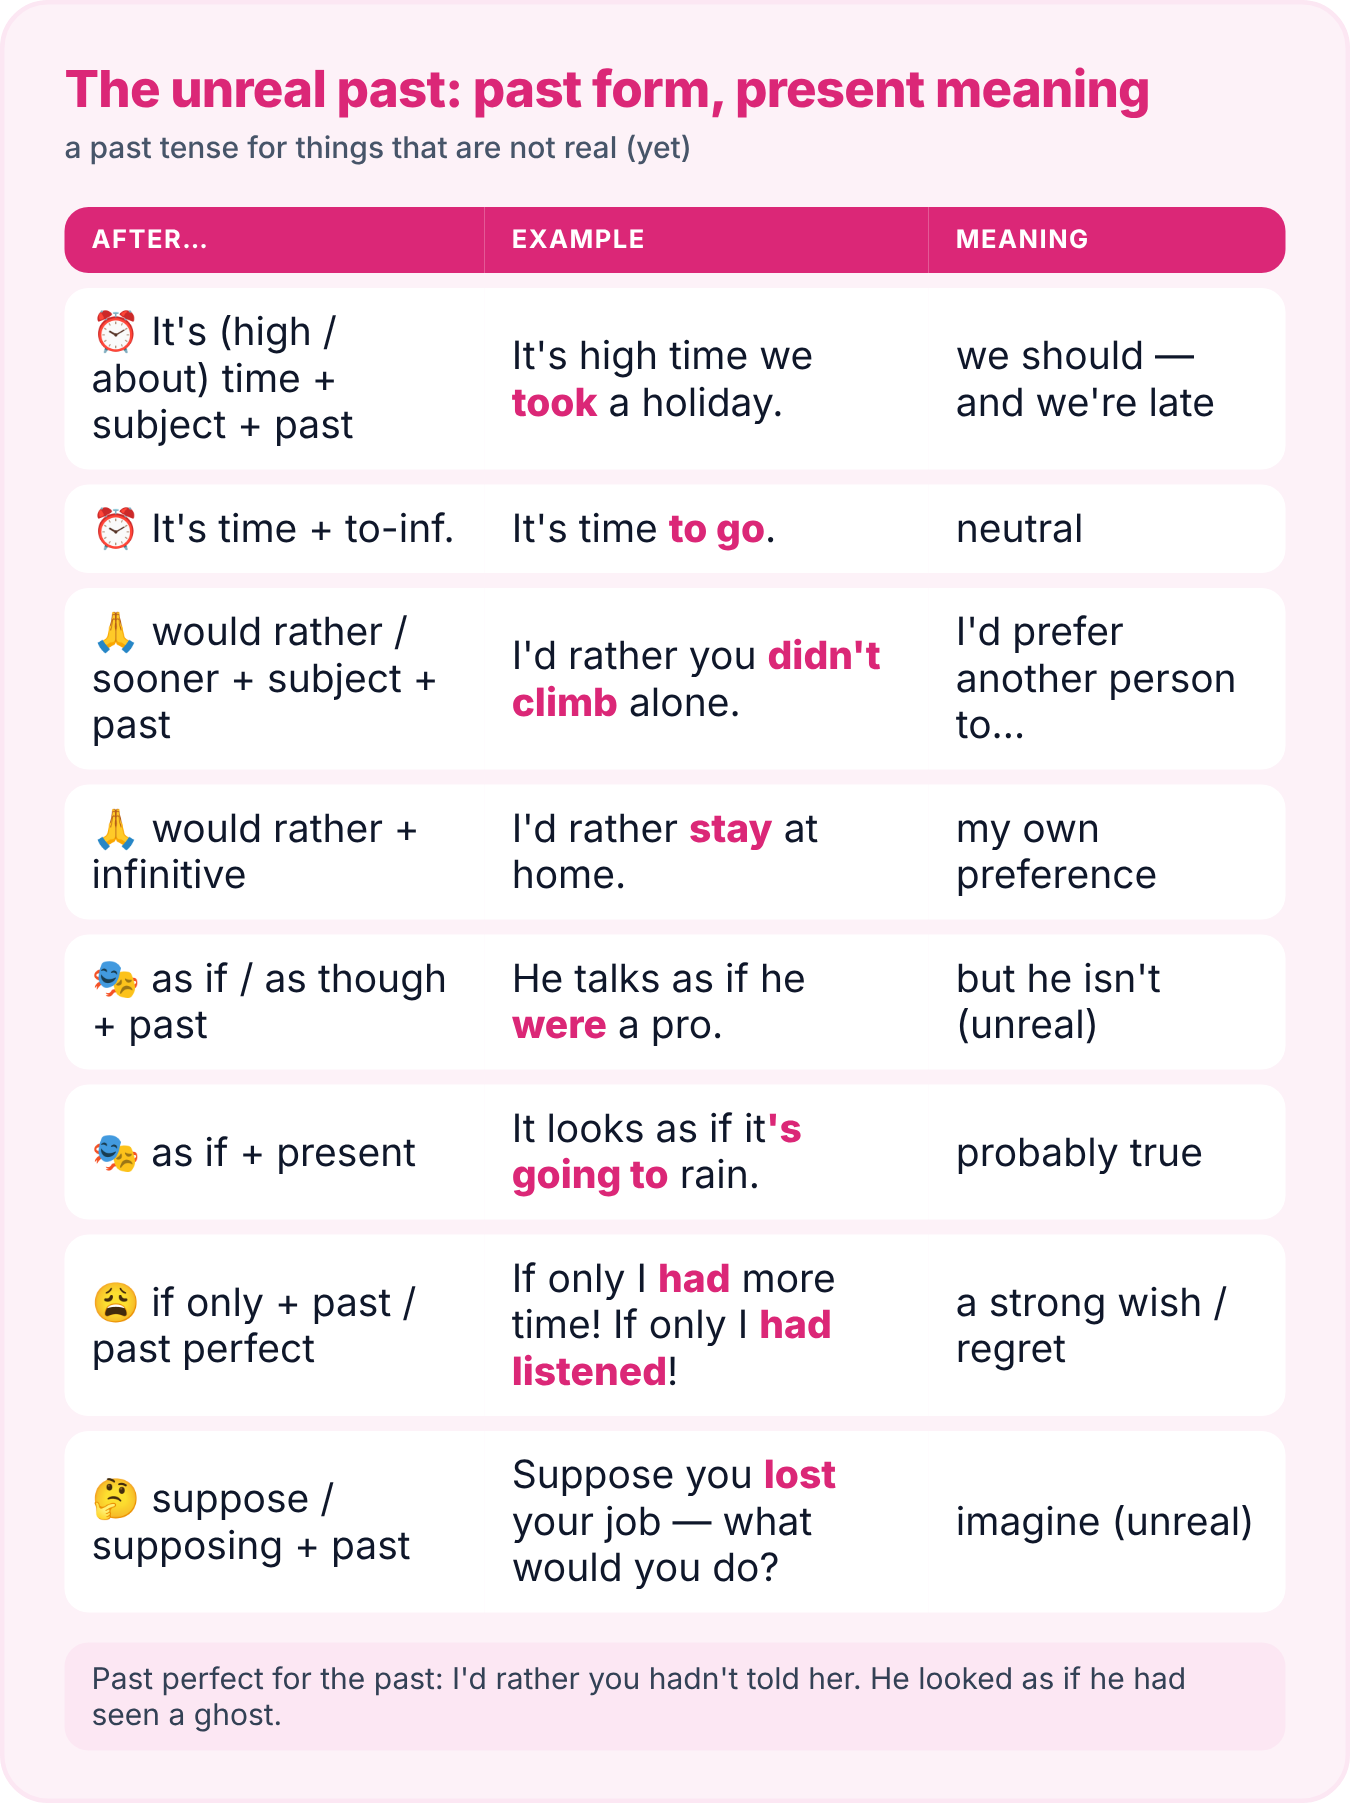 The unreal past: past form, present meaning
a past tense for things that are not real (yet)
AFTER... EXAMPLE MEANING
⏰ It's (high /
about) time +
subject + past
It's high time we
took a holiday.
we should —
and we're late
⏰ It's time + to-inf.
It's time to go.
neutral
🙏 would rather /
sooner + subject +
past
I'd rather you didn't
climb alone.
I'd prefer
another person
to...
🙏 would rather +
infinitive
I'd rather stay at
home.
my own
preference
🎭 as if / as though
+ past
He talks as if he
were a pro.
but he isn't
(unreal)
🎭 as if + present
It looks as if it's
going to rain.
probably true
😩 if only + past /
past perfect
If only I had more
time! If only I had
listened!
a strong wish /
regret
🤔 suppose /
supposing + past
Suppose you lost
your job — what
would you do?
imagine (unreal)
Past perfect for the past: I'd rather you hadn't told her. He looked as if he had
seen a ghost.